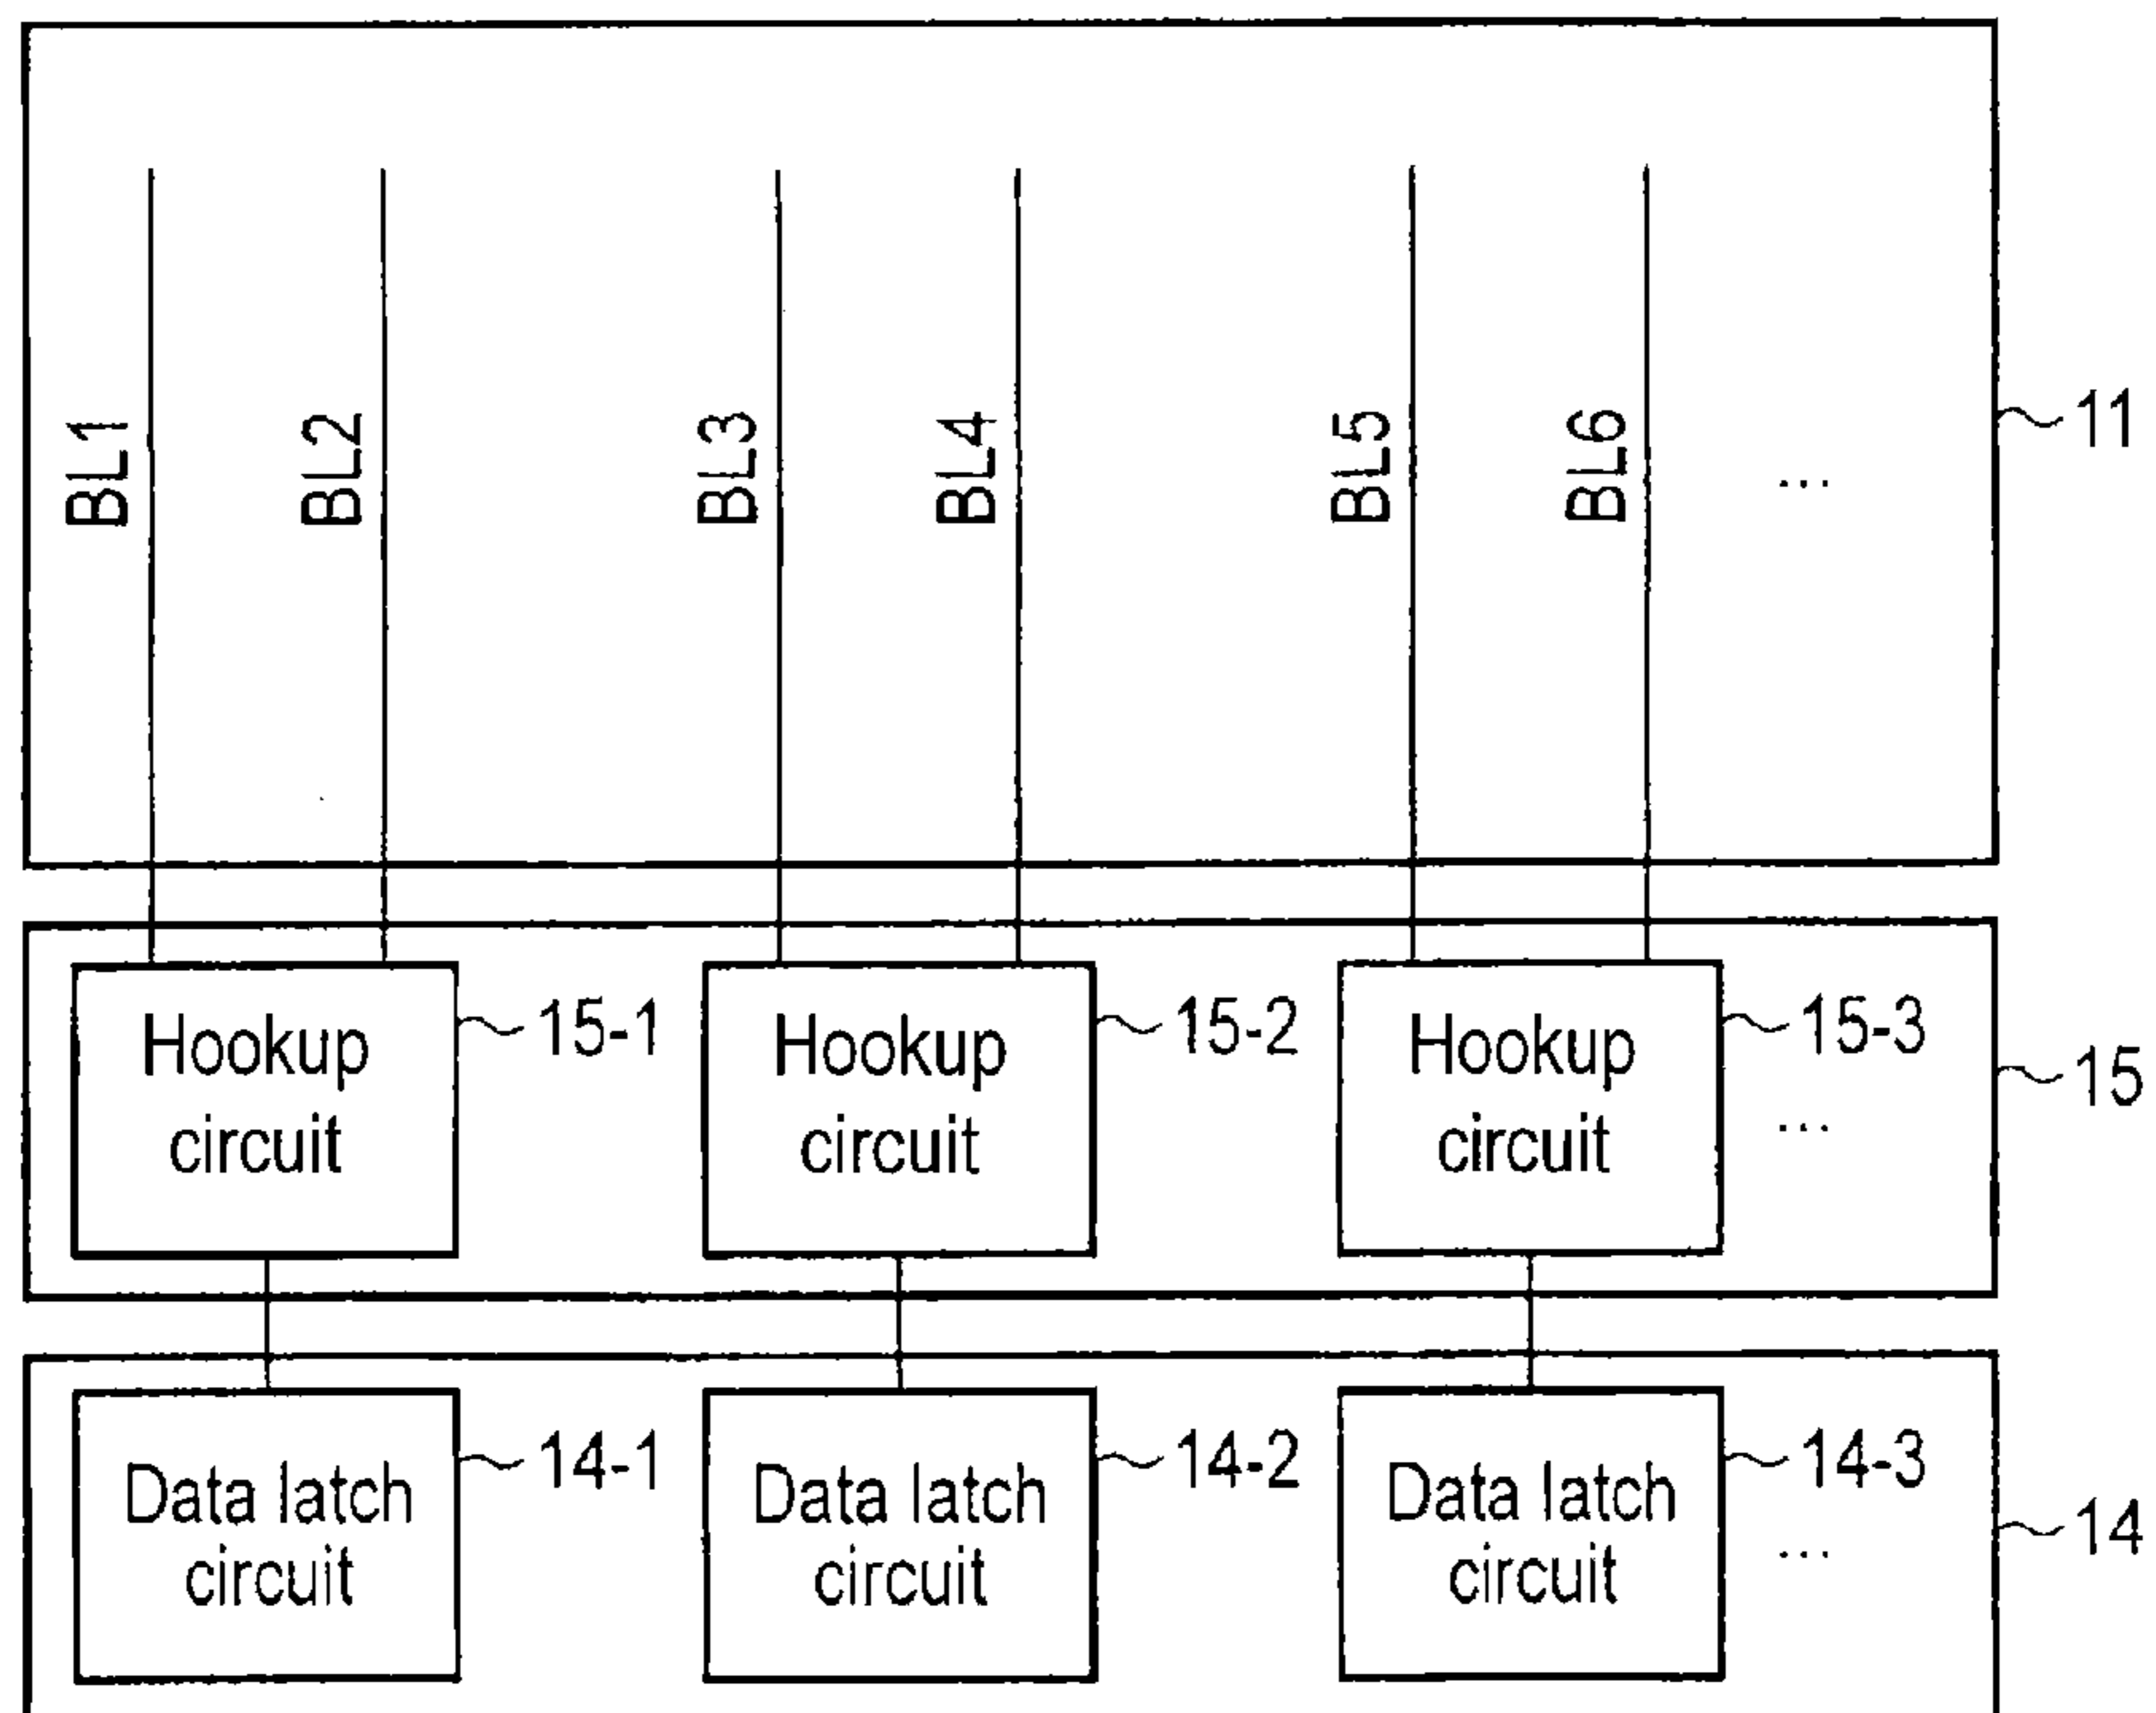 BL1
BL2
BL3
BL4
BL5
BL6
...
11
Hookup
circuit
15-1
Hookup
circuit
15-2
Hookup
circuit
15-3
...
15
Data latch
circuit
14-1
Data latch
circuit
14-2
Data latch
circuit
14-3
...
14